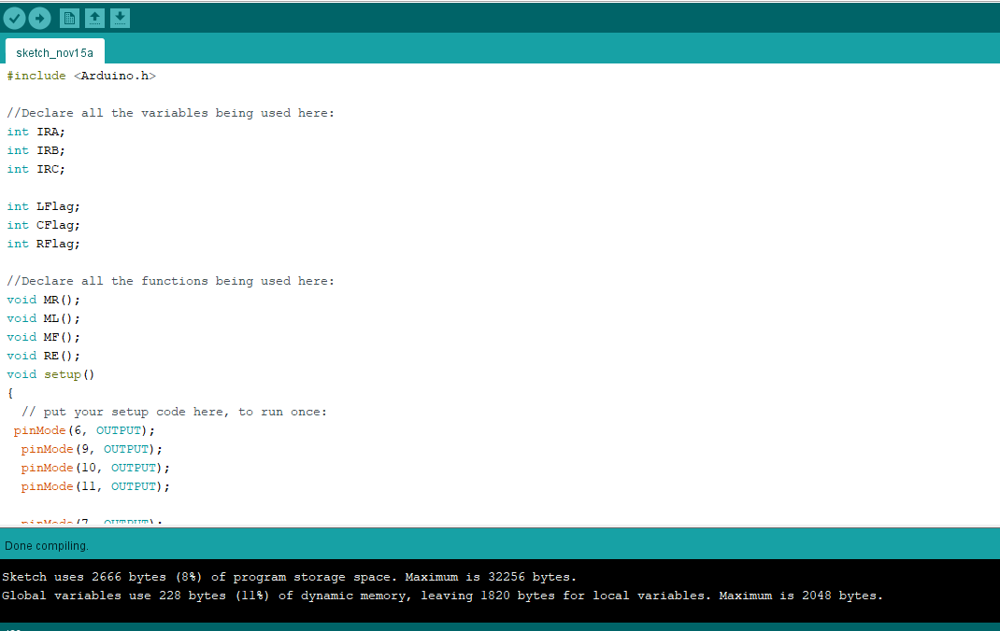 sketch_nov15a
#include <Arduino.h>
//Declare all the variables being used here:
int IRA;
int IRB;
int IRC;
int LFlag;
int CFlag;
int RFlag;
//Declare all the functions being used here:
void MR();
void ML();
void MF();
void RE();
void setup()
{
// put your setup code here, to run once:
pinMode(6, OUTPUT);
pinMode(9, OUTPUT);
pinMode(10, OUTPUT);
pinMode(11, OUTPUT);
pinMode(7, OUTPUT);
Done compiling.
Sketch uses 2666 bytes (8%) of program storage space. Maximum is 32256 bytes.
Global variables use 228 bytes (11%) of dynamic memory, leaving 1820 bytes for local variables. Maximum is 2048 bytes.